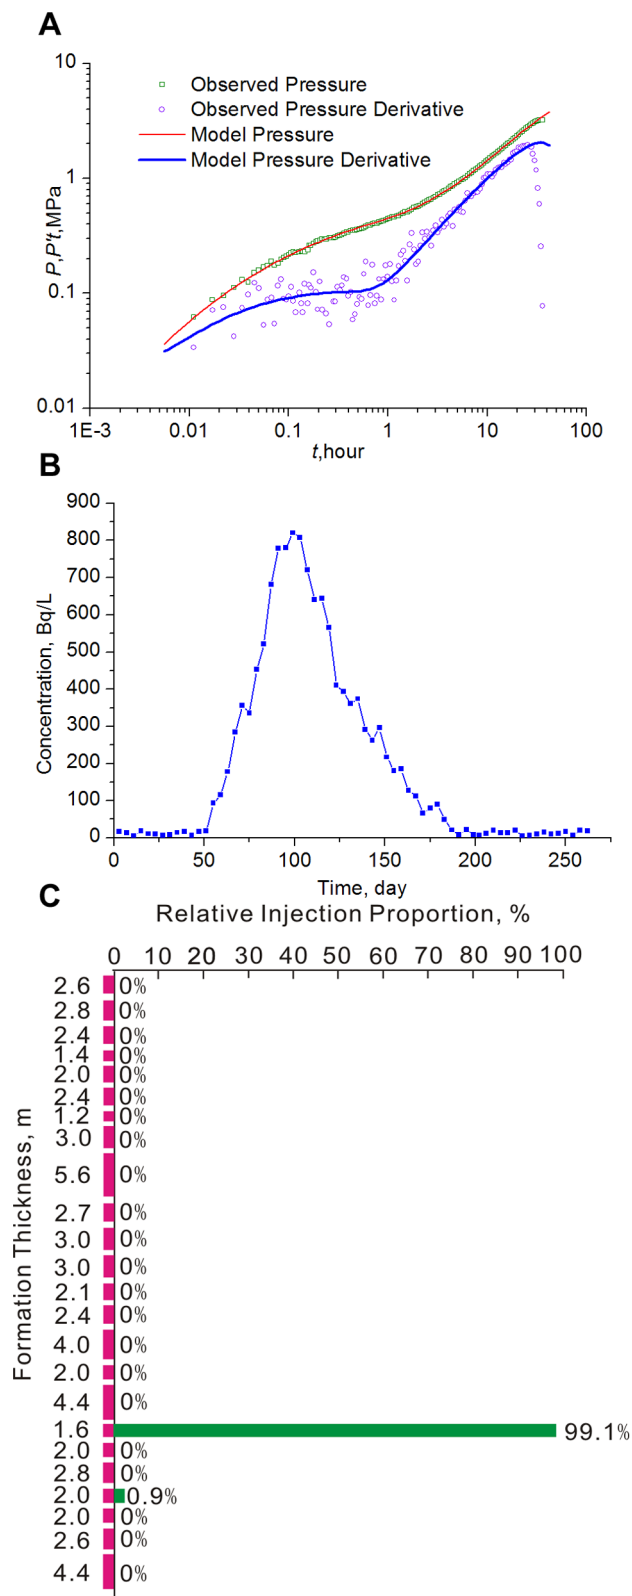 A
10
Observed Pressure
Observed Pressure Derivative
Model Pressure
Model Pressure Derivative
1
0.1
0.01
P,P't,MPa
1E-3 0.01 0.1 1 10 100
t,hour
B
900
800
700
600
500
400
300
200
100
0
Concentration, Bq/L
0 50 100 150 200 250
Time, day
C
Relative Injection Proportion, %
0 10 20 30 40 50 60 70 80 90 100
Formation Thickness, m
2.6 0%
2.8 0%
2.4 0%
1.4 0%
2.0 0%
2.4 0%
1.2 0%
3.0 0%
5.6 0%
2.7 0%
3.0 0%
3.0 0%
2.1 0%
2.4 0%
4.0 0%
2.0 0%
4.4 0%
1.6 99.1%
2.0 0%
2.8 0%
2.0 0.9%
2.0 0%
2.6 0%
4.4 0%